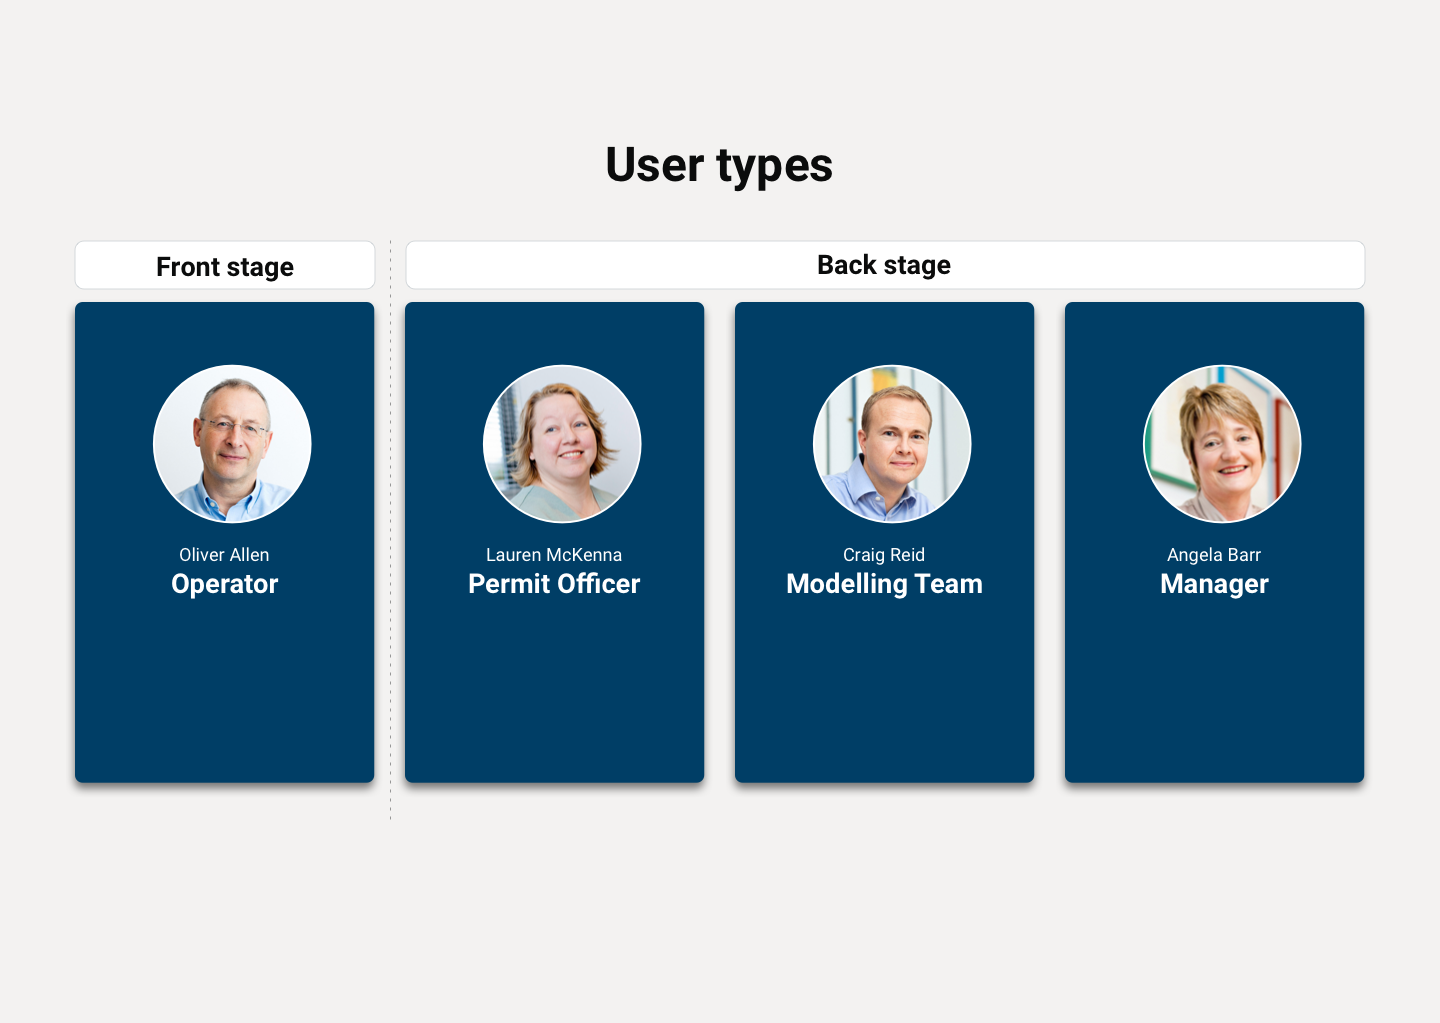 User types
Front stage
Back stage
Oliver Allen
Operator
Lauren McKenna
Permit Officer
Craig Reid
Modelling Team
Angela Barr
Manager